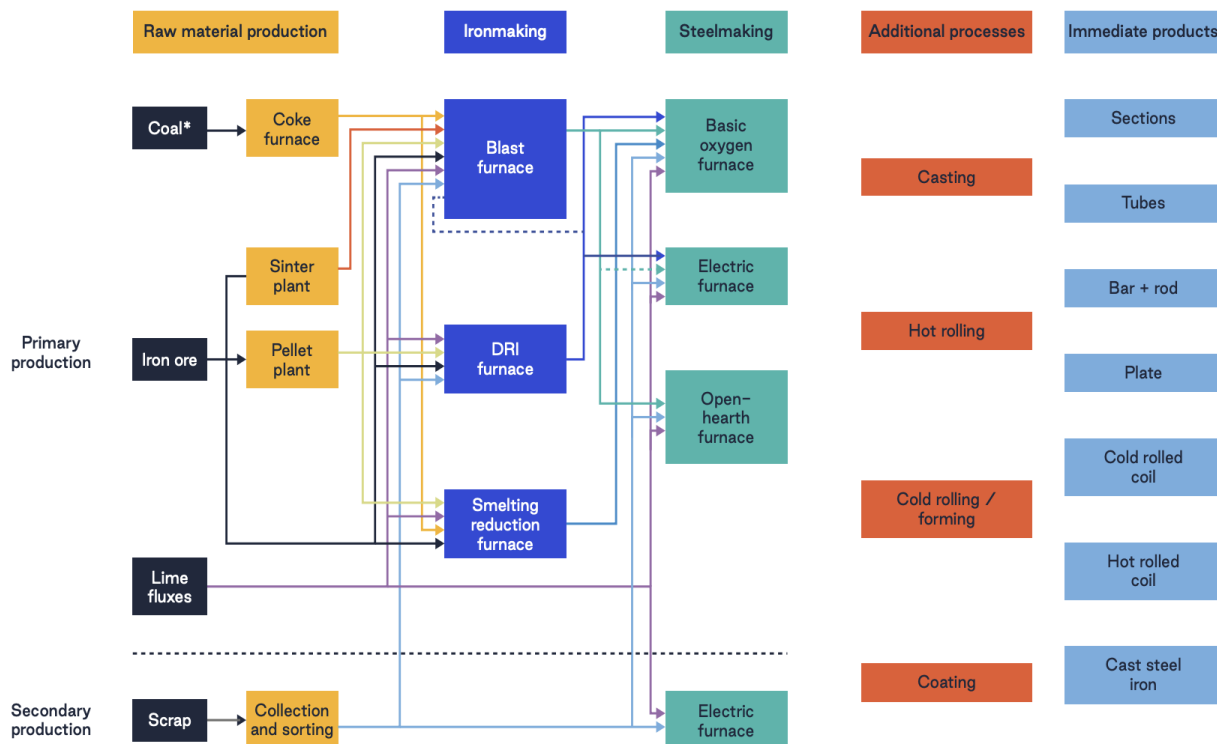 Raw material production
Ironmaking
Steelmaking
Additional processes
Immediate products
Coal*
Coke
furnace
Blast
furnace
Basic
oxygen
furnace
Sections
Casting
Tubes
Sinter
plant
Electric
furnace
Bar + rod
Primary
production
Iron ore
Pellet
plant
DRI
furnace
Hot rolling
Plate
Open-
hearth
furnace
Cold rolled
coil
Smelting
reduction
furnace
Cold rolling /
forming
Hot rolled
coil
Lime
fluxes
Cast steel
iron
Coating
Secondary
production
Scrap
Collection
and sorting
Electric
furnace